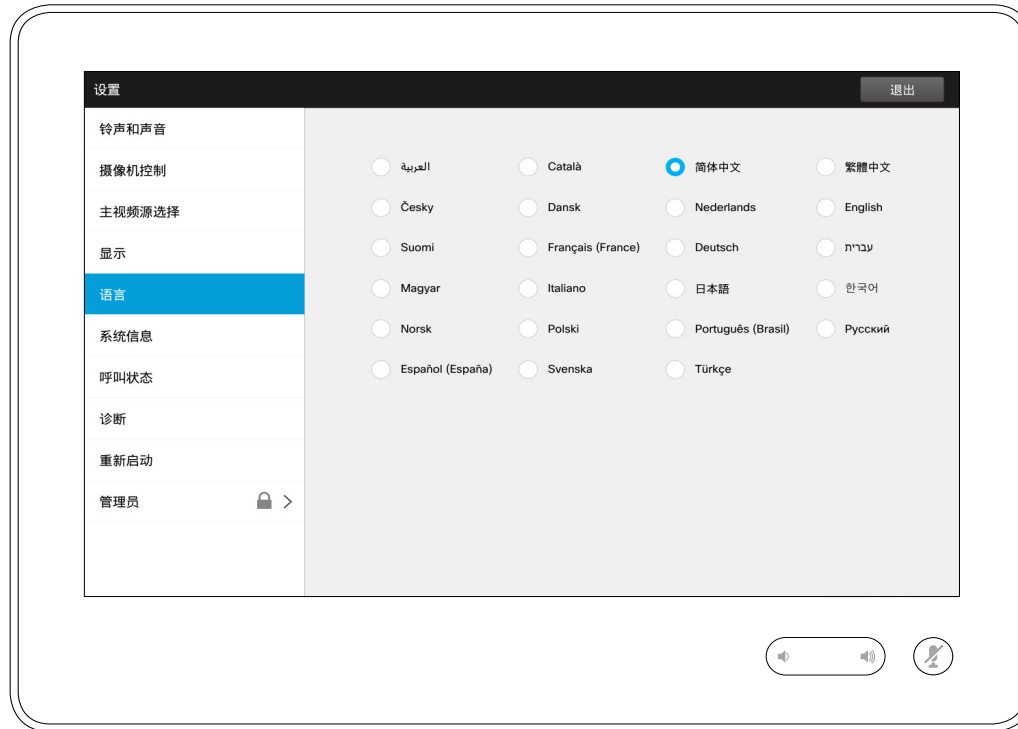 设置
退出
铃声和声音
摄像机控制
主视频源选择
显示
语言
系统信息
呼叫状态
诊断
重新启动
管理员
العربية Català 简体中文 繁體中文
Česky Dansk Nederlands English
Suomi Français (France) Deutsch עברית
Magyar Italiano 日本語 한국어
Norsk Polski Português (Brasil) Русский
Español (España) Svenska Türkçe